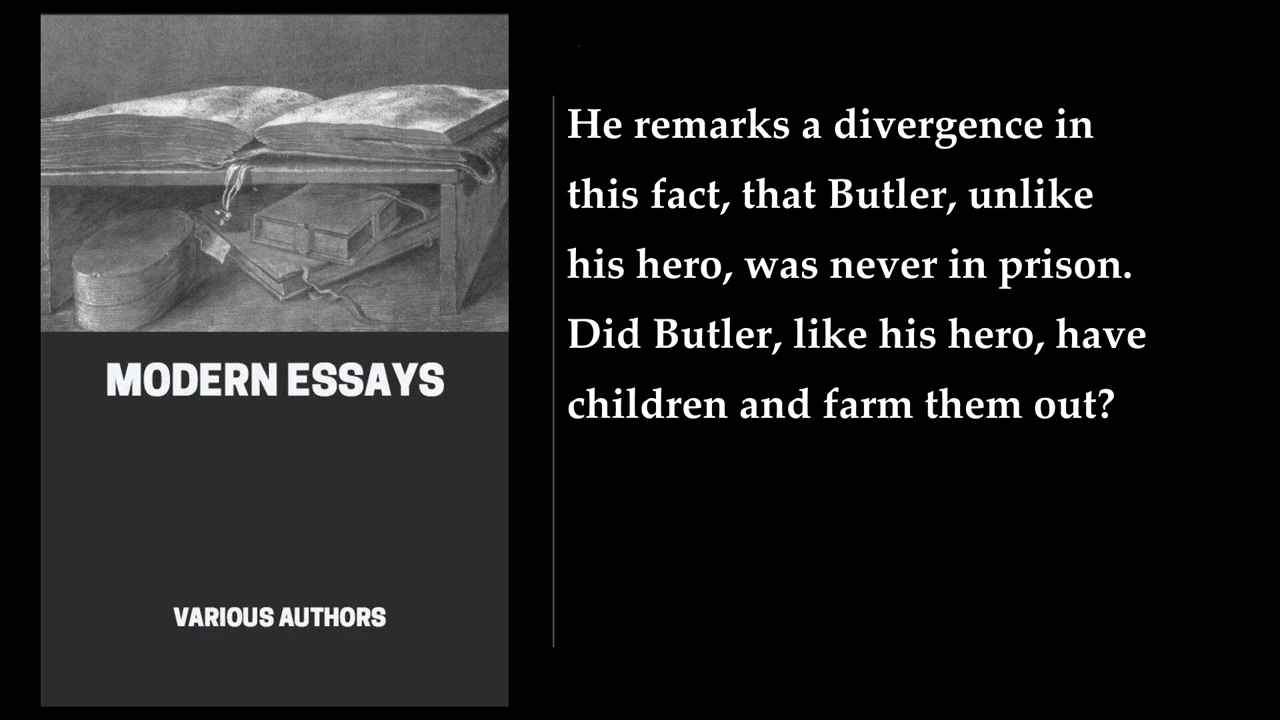 MODERN ESSAYS
VARIOUS AUTHORS
He remarks a divergence in
this fact, that Butler, unlike
his hero, was never in prison.
Did Butler, like his hero, have
children and farm them out?